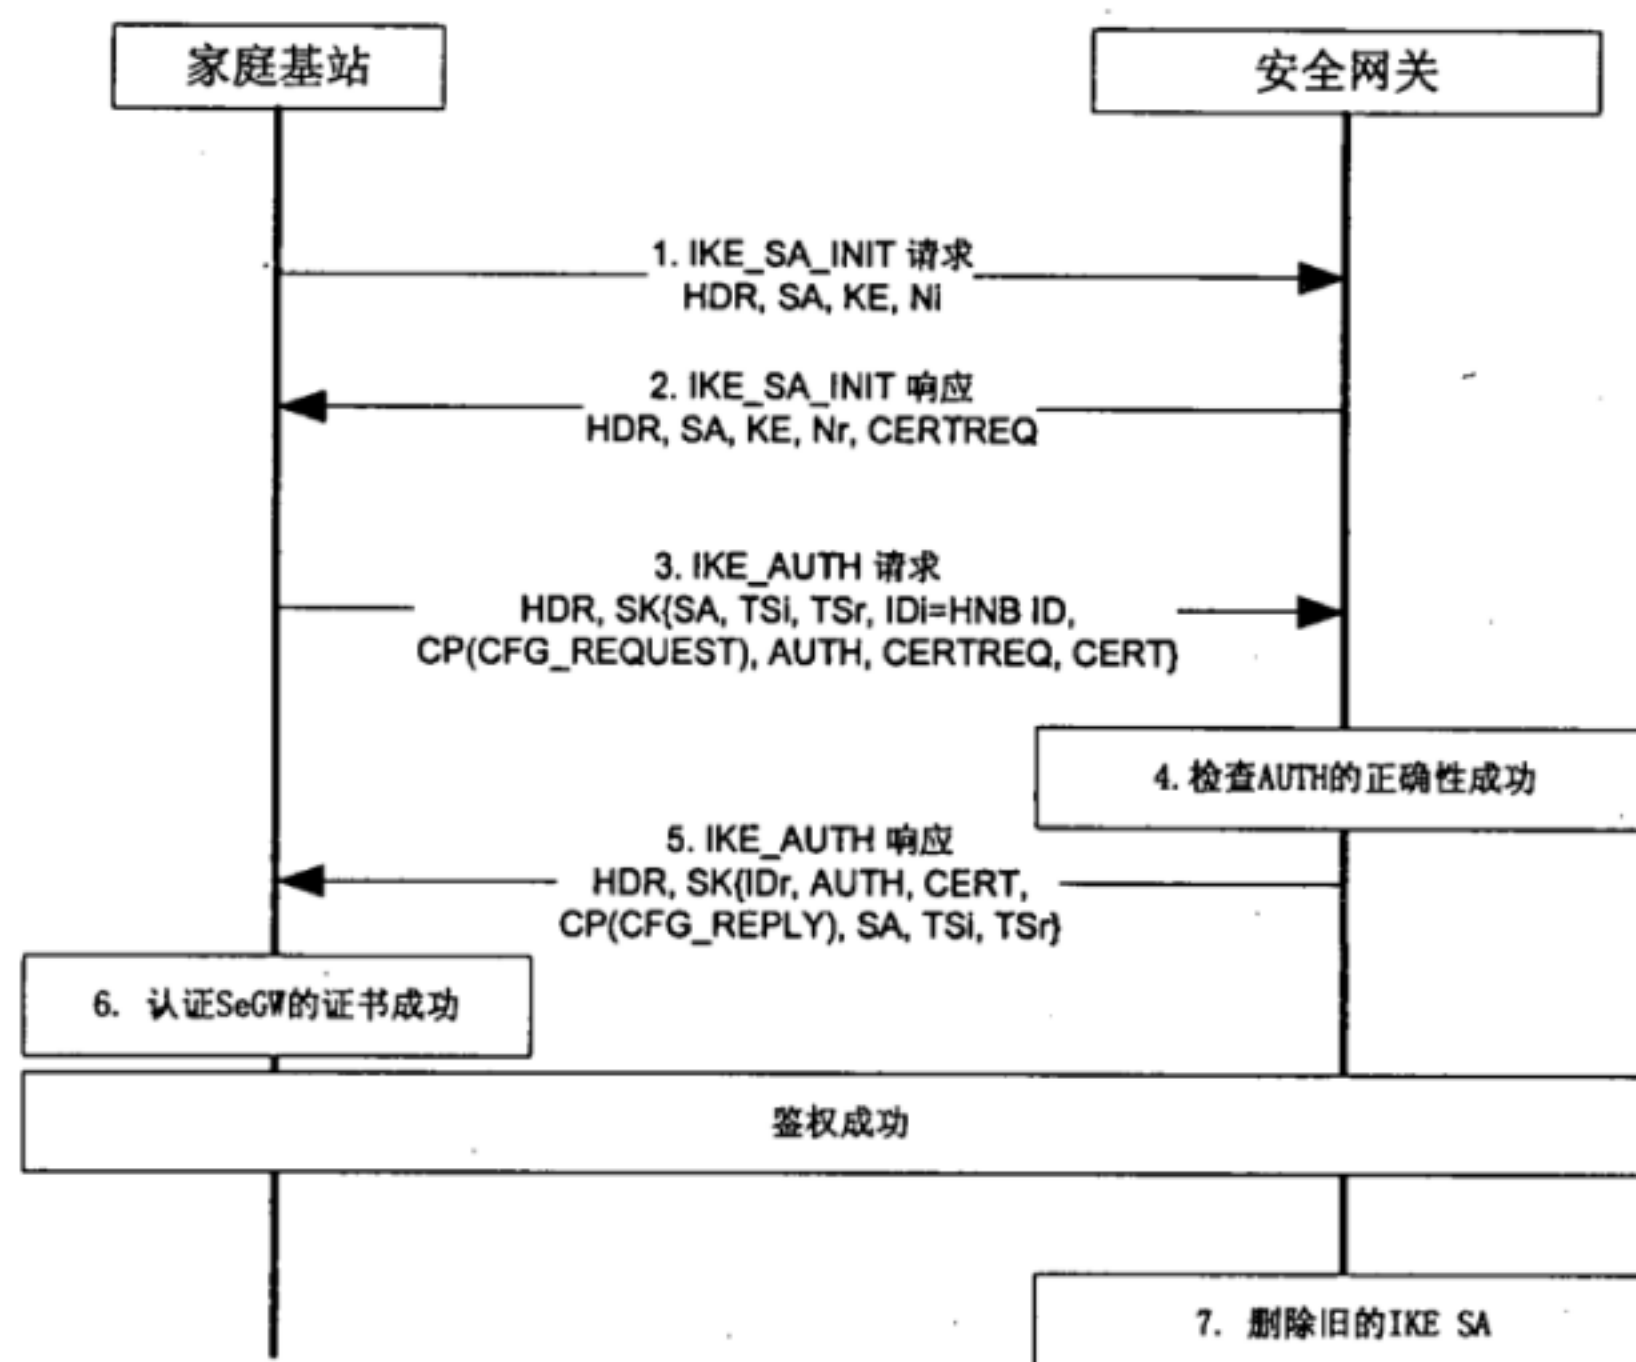 家庭基站
安全网关
1. IKE_SA_INIT 请求
HDR, SA, KE, Ni
2. IKE_SA_INIT 响应
HDR, SA, KE, Nr, CERTREQ
3. IKE_AUTH 请求
HDR, SK{SA, TSi, TSr, IDi=HNB ID,
CP(CFG_REQUEST), AUTH, CERTREQ, CERT}
4.检查AUTH的正确性成功
5. IKE_AUTH 响应
HDR, SK{IDr, AUTH, CERT,
CP(CFG_REPLY), SA, TSi, TSr}
6. 认证SeGW的证书成功
鉴权成功
7. 删除旧的IKE SA